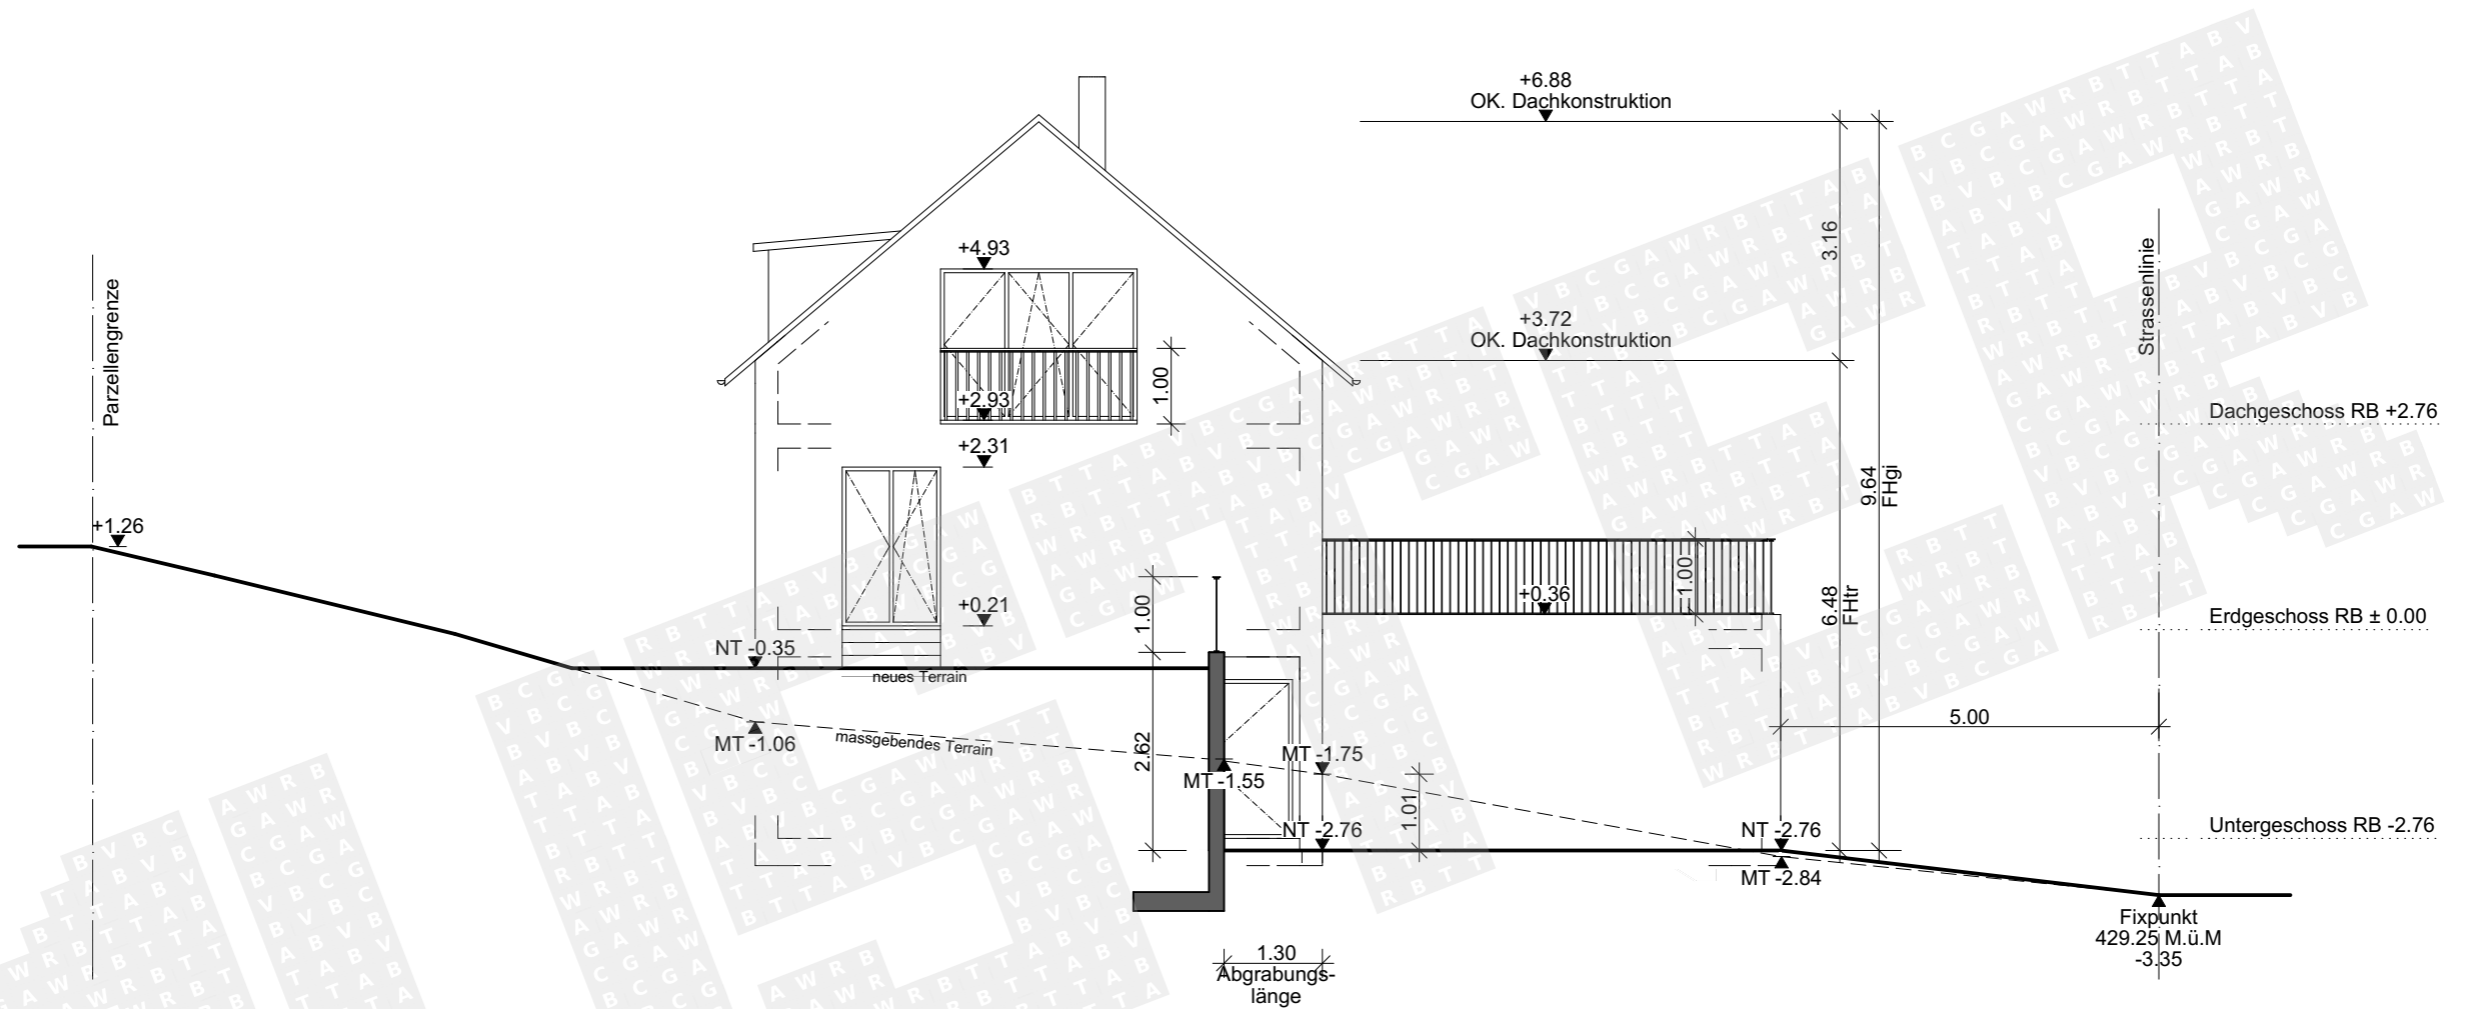 +6.88
OK. Dachkonstruktion
3.16
+4.93
Strassenlinie
Parzellengrenze
+3.72
OK. Dachkonstruktion
1.00
+2.93
Dachgeschoss RB +2.76
+2.31
9.64
FHgi
+1.26
1.00
+0.36
1.00
+0.21
6.48
FHtr
Erdgeschoss RB ± 0.00
NT -0.35
neues Terrain
5.00
MT -1.06
massgebendes Terrain
2.62
MT -1.75
MT -1.55
1.01
NT -2.76
NT -2.76
Untergeschoss RB -2.76
MT -2.84
Fixpunkt
429.25 M.ü.M
-3.35
1.30
Abgrabungs-
länge